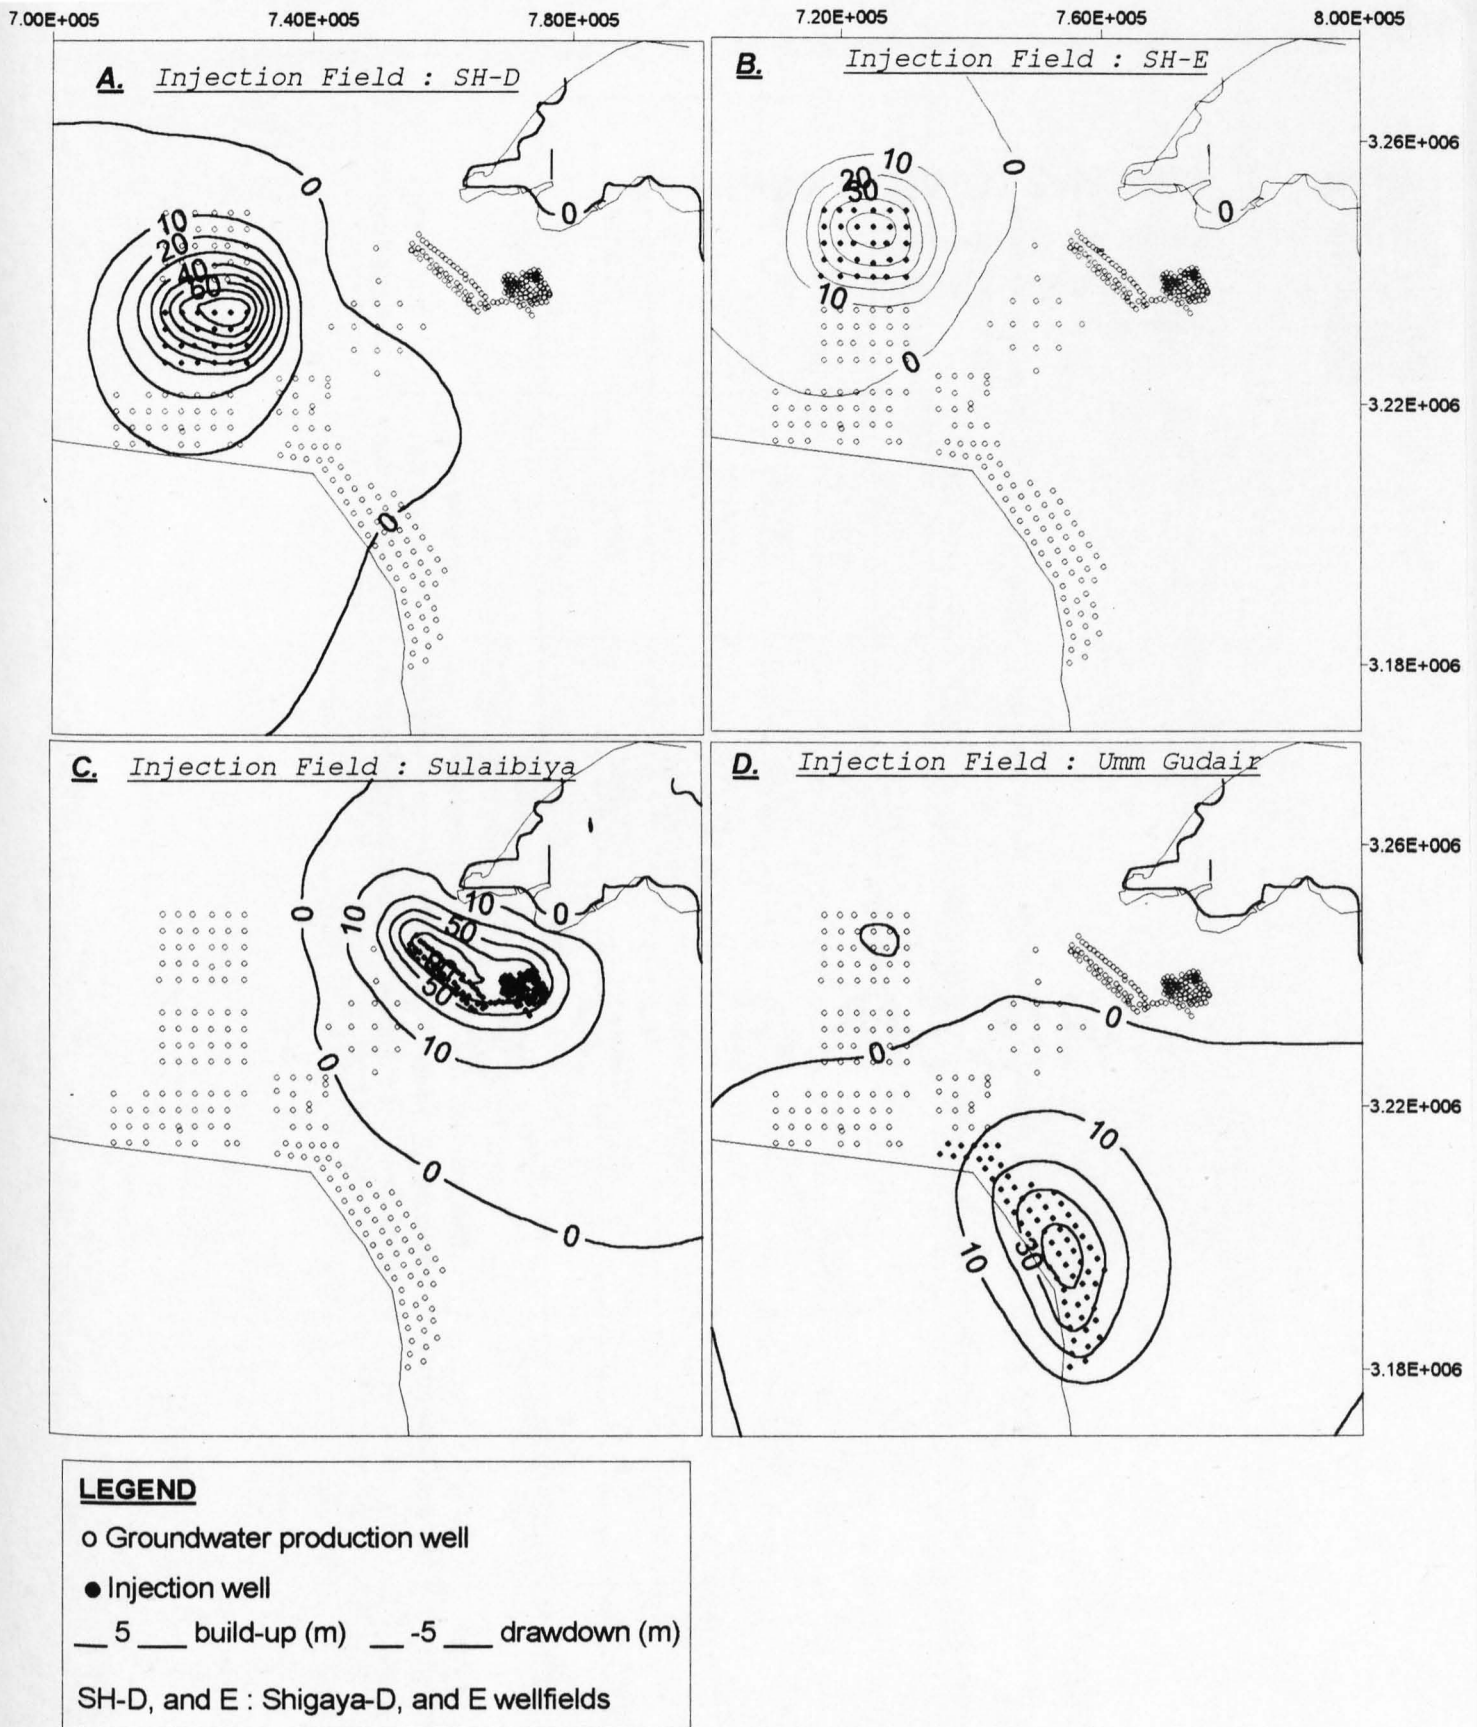 7.00E+005 7.40E+005 7.80E+005 7.20E+005 7.60E+005 8.00E+005
A. Injection Field : SH-D
0
0
10
20
40
60
0
B. Injection Field : SH-E
3.26E+006
10
0
20
30
0
10
0
3.22E+006
3.18E+006
C. Injection Field : Sulaibiya
10
0
10
0
50
50
10
0
0
0
D. Injection Field : Umm Gudair
3.26E+006
0
0
3.22E+006
10
10
30
3.18E+006
LEGEND
o Groundwater production well
● Injection well
__ 5 ___ build-up (m) __ -5 ___ drawdown (m)
SH-D, and E : Shigaya-D, and E wellfields